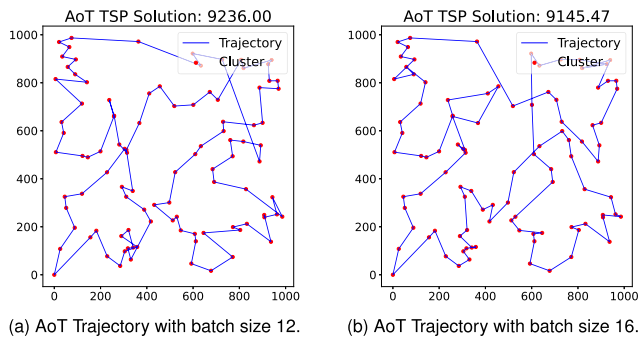 AoT TSP Solution: 9236.00
Trajectory
Cluster
1000
800
600
400
200
0
0 200 400 600 800 1000
(a) AoT Trajectory with batch size 12.
AoT TSP Solution: 9145.47
Trajectory
Cluster
1000
800
600
400
200
0
0 200 400 600 800 1000
(b) AoT Trajectory with batch size 16.